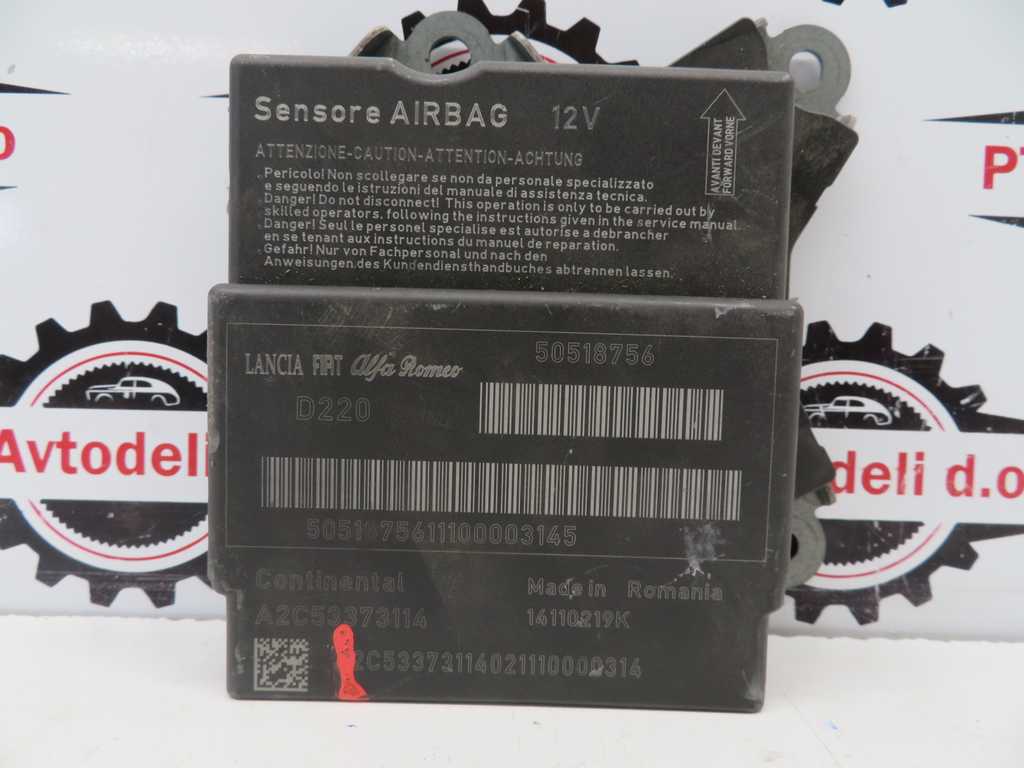 Sensore AIRBAG 12V
AVANTI DEVANT
FORWARD VORNE
ATTENZIONE-CAUTION-ATTENTION-ACHTUNG
Pericolo! Non scollegare se non da personale specializzato
e seguendo le istruzioni del manuale di assistenza tecnica.
Danger! Do not disconnect! This operation is only to be carried out by
skilled operators, following the instructions given in the service manual.
Danger! Seul le personel specialise est autorise a debrancher
en se tenant aux instructions du manuel de reparation.
Gefahr! Nur von Fachpersonal und nach den
Anweisungen des Kundendiensthandbuches abtrennen lassen.
LANCIA FIAT Alfa Romeo 50518756
D220
5051875611100003145
Continental Made in Romania
A2C53373114 14110219K
2C53373114021110000314
Avtodeli
deli d.o